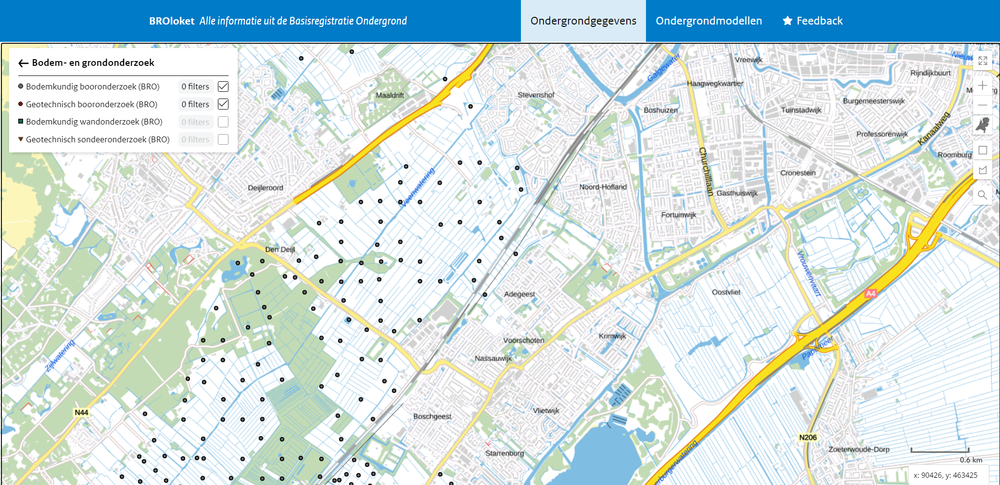 BROloket Alle informatie uit de Basisregistratie Ondergrond
Ondergrondgegevens
Ondergrondmodellen
Feedback
Bodem- en grondonderzoek
Bodemkundig booronderzoek (BRO) 0 filters
Geotechnisch booronderzoek (BRO) 0 filters
Bodemkundig wandonderzoek (BRO) 0 filters
Geotechnisch sondeeronderzoek (BRO) 0 filters
Galgewater
Vreewijk
Rijndijkbuurt
Haagwegkwartier
Maaldrift
Stevenshof
Burgemeesterswijk
Boshuizen
Tuinstadwijk
Kanaalweg
Professorenwijk
Roomburg
Churchilllaan
Cronestein
Veenwatering
Deijleroord
Noord-Hofland
Gasthuiswijk
Fortuinwijk
Den Deijl
Vrouwenvaart
Adegeest
Oostvliet
A4
Zijlwatering
Krimwijk
Voorschoten
Papemeer
Nassauwijk
N44
Vlietwijk
Boschgeest
N206
Starrenburg
Zoeterwoude-Dorp
0.6 km
x: 90426, y: 463425